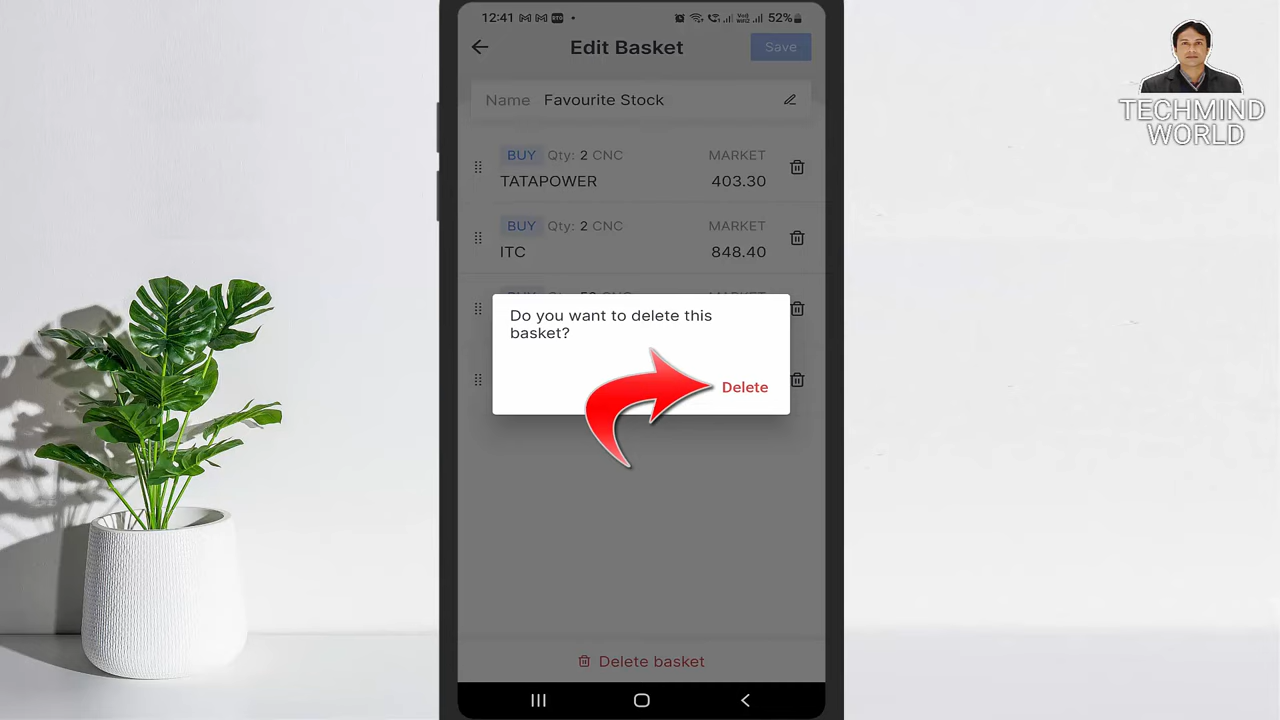 12:41
52%
Edit Basket
Save
Name Favourite Stock
BUY Qty: 2 CNC MARKET
TATAPOWER 403.30
BUY Qty: 2 CNC MARKET
ITC 848.40
Do you want to delete this
basket?
Delete
Delete basket
TECHMIND
WORLD